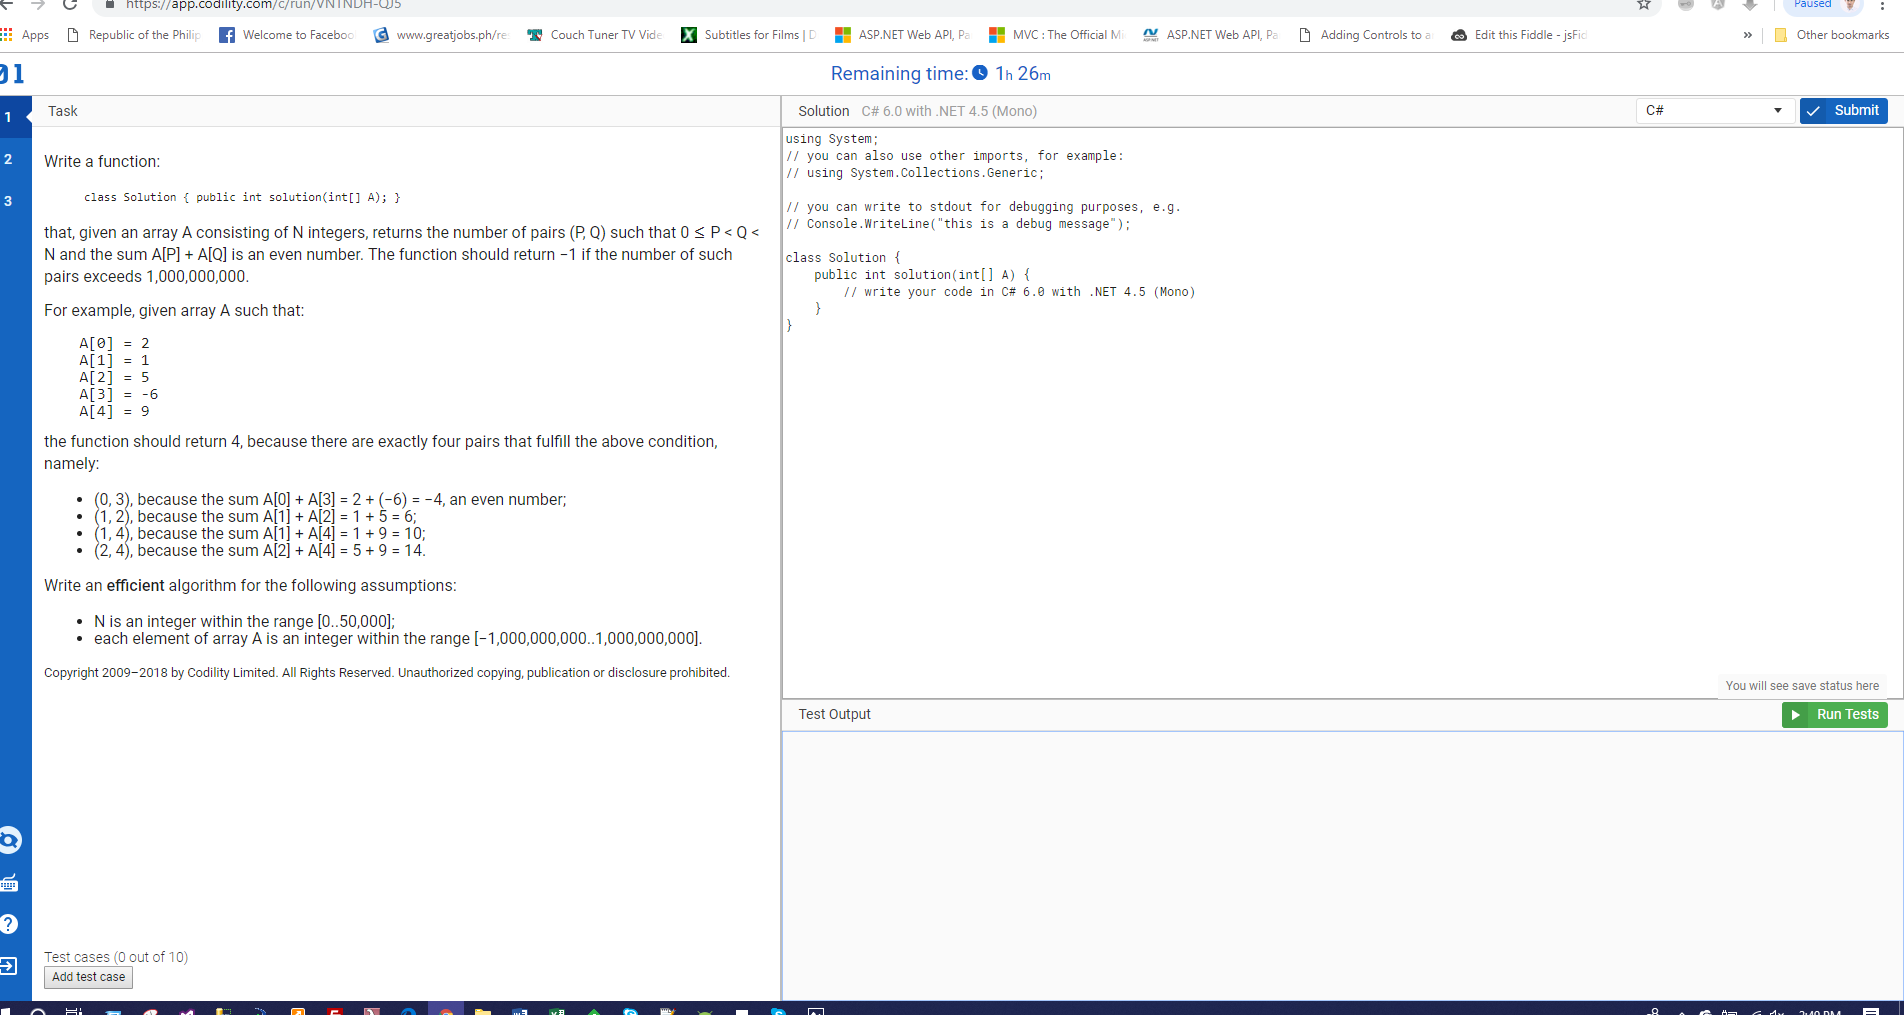 https://app.codility.com/c/run/VNTNDH-QJ5
Paused
Apps Republic of the Philip Welcome to Faceboo www.greatjobs.ph/re Couch Tuner TV Vide Subtitles for Films | D ASP.NET Web API, Pa MVC : The Official Mi ASP.NET Web API, Pa Adding Controls to a Edit this Fiddle - jsFid » Other bookmarks
01
Remaining time: 1h 26m
1
2
3
Task
Solution C# 6.0 with .NET 4.5 (Mono)
C#
Submit
Write a function:
class Solution { public int solution(int[] A); }
that, given an array A consisting of N integers, returns the number of pairs (P, Q) such that 0 ≤ P < Q <
N and the sum A[P] + A[Q] is an even number. The function should return −1 if the number of such
pairs exceeds 1,000,000,000.
For example, given array A such that:
A[0] = 2
A[1] = 1
A[2] = 5
A[3] = -6
A[4] = 9
the function should return 4, because there are exactly four pairs that fulfill the above condition,
namely:
• (0, 3), because the sum A[0] + A[3] = 2 + (−6) = −4, an even number;
• (1, 2), because the sum A[1] + A[2] = 1 + 5 = 6;
• (1, 4), because the sum A[1] + A[4] = 1 + 9 = 10;
• (2, 4), because the sum A[2] + A[4] = 5 + 9 = 14.
Write an efficient algorithm for the following assumptions:
• N is an integer within the range [0..50,000];
• each element of array A is an integer within the range [−1,000,000,000..1,000,000,000].
Copyright 2009–2018 by Codility Limited. All Rights Reserved. Unauthorized copying, publication or disclosure prohibited.
Test cases (0 out of 10)
Add test case
using System;
// you can also use other imports, for example:
// using System.Collections.Generic;
// you can write to stdout for debugging purposes, e.g.
// Console.WriteLine("this is a debug message");
class Solution {
public int solution(int[] A) {
// write your code in C# 6.0 with .NET 4.5 (Mono)
}
}
You will see save status here
Test Output
Run Tests